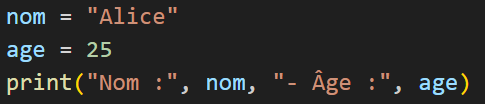 nom = "Alice"
age = 25
print("Nom :", nom, "- Âge :", age)